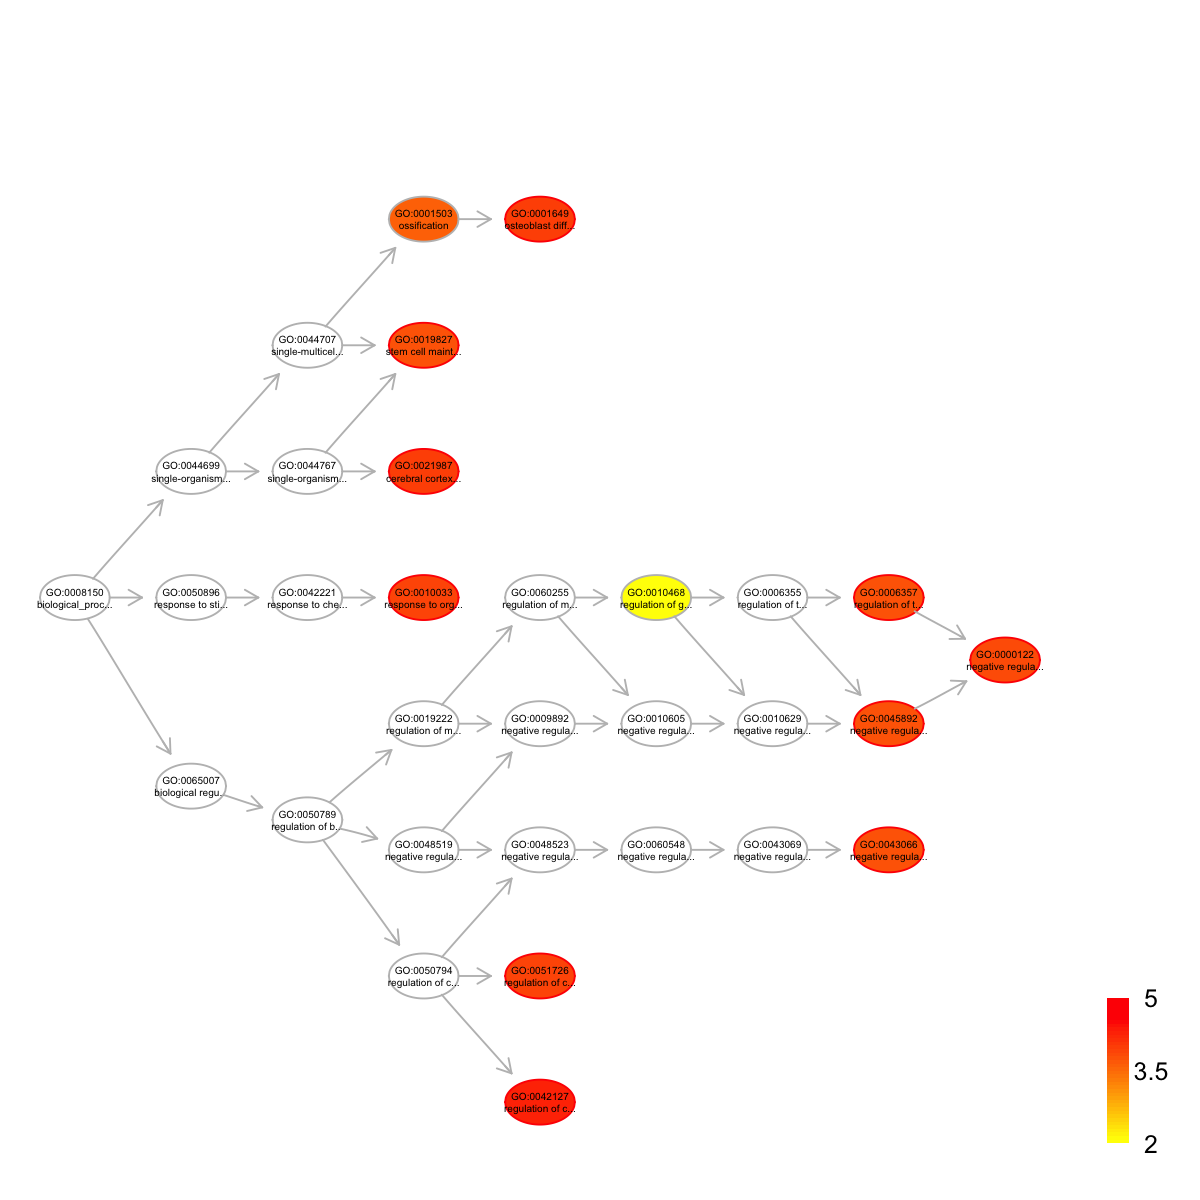 GO:0001503
ossification
GO:0001649
osteoblast diff...
GO:0044707
single-multicel...
GO:0019827
stem cell maint...
GO:0044699
single-organism...
GO:0044767
single-organism...
GO:0021987
cerebral cortex...
GO:0008150
biological_proc...
GO:0050896
response to sti...
GO:0042221
response to che...
GO:0010033
response to org...
GO:0060255
regulation of m...
GO:0010468
regulation of g...
GO:0006355
regulation of t...
GO:0006357
regulation of t...
GO:0000122
negative regula...
GO:0019222
regulation of m...
GO:0009892
negative regula...
GO:0010605
negative regula...
GO:0010629
negative regula...
GO:0045892
negative regula...
GO:0065007
biological regu...
GO:0050789
regulation of b...
GO:0048519
negative regula...
GO:0048523
negative regula...
GO:0060548
negative regula...
GO:0043069
negative regula...
GO:0043066
negative regula...
GO:0050794
regulation of c...
GO:0051726
regulation of c...
GO:0042127
regulation of c...
5
3.5
2